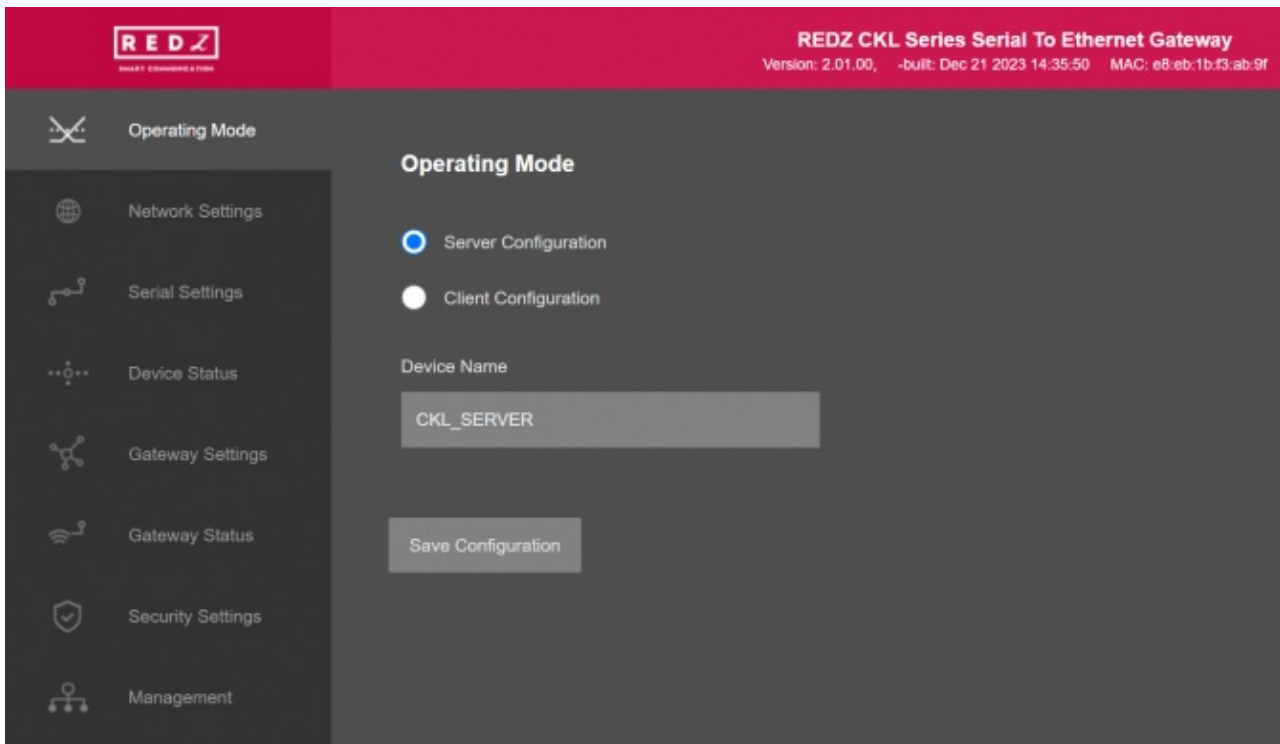 REDZ
SMART COMMUNICATION
REDZ CKL Series Serial To Ethernet Gateway
Version: 2.01.00, -built: Dec 21 2023 14:35:50 MAC: e8:eb:1b:f3:ab:9f
Operating Mode
Network Settings
Serial Settings
Device Status
Gateway Settings
Gateway Status
Security Settings
Management
Operating Mode
Server Configuration
Client Configuration
Device Name
CKL_SERVER
Save Configuration